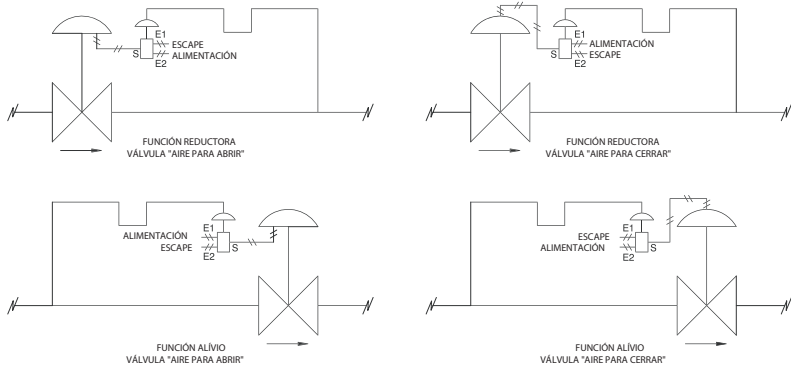 E1
ESCAPE
S
ALIMENTACIÓN
E2
FUNCIÓN REDUCTORA
VÁLVULA "AIRE PARA ABRIR"
E1
ALIMENTACIÓN
S
ESCAPE
E2
FUNCIÓN REDUCTORA
VÁLVULA "AIRE PARA CERRAR"
E1
ALIMENTACIÓN
ESCAPE
S
E2
FUNCIÓN ALÍVIO
VÁLVULA "AIRE PARA ABRIR"
E1
ESCAPE
ALIMENTACIÓN
S
E2
FUNCIÓN ALÍVIO
VÁLVULA "AIRE PARA CERRAR"